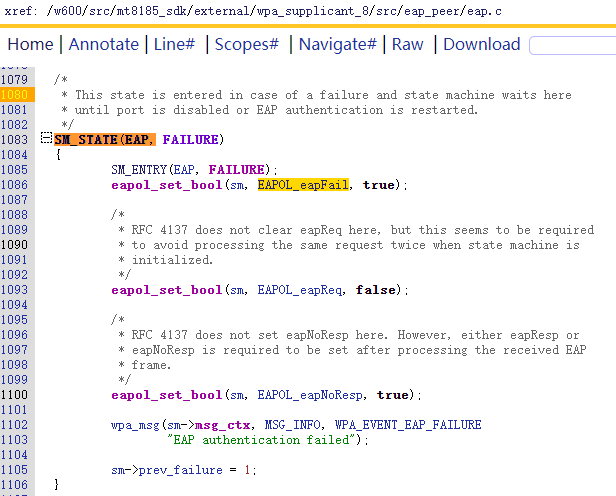 xref: /w600/src/mt8185_sdk/external/wpa_supplicant_8/src/eap_peer/eap.c
Home | Annotate | Line# | Scopes# | Navigate# | Raw | Download
1079 /*
1080 * This state is entered in case of a failure and state machine waits here
1081 * until port is disabled or EAP authentication is restarted.
1082 */
1083 SM_STATE(EAP, FAILURE)
1084 {
1085 SM_ENTRY(EAP, FAILURE);
1086 eapol_set_bool(sm, EAPOL_eapFail, true);
1087
1088 /*
1089 * RFC 4137 does not clear eapReq here, but this seems to be required
1090 * to avoid processing the same request twice when state machine is
1091 * initialized.
1092 */
1093 eapol_set_bool(sm, EAPOL_eapReq, false);
1094
1095 /*
1096 * RFC 4137 does not set eapNoResp here. However, either eapResp or
1097 * eapNoResp is required to be set after processing the received EAP
1098 * frame.
1099 */
1100 eapol_set_bool(sm, EAPOL_eapNoResp, true);
1101
1102 wpa_msg(sm->msg_ctx, MSG_INFO, WPA_EVENT_EAP_FAILURE
1103 "EAP authentication failed");
1104
1105 sm->prev_failure = 1;
1106 }